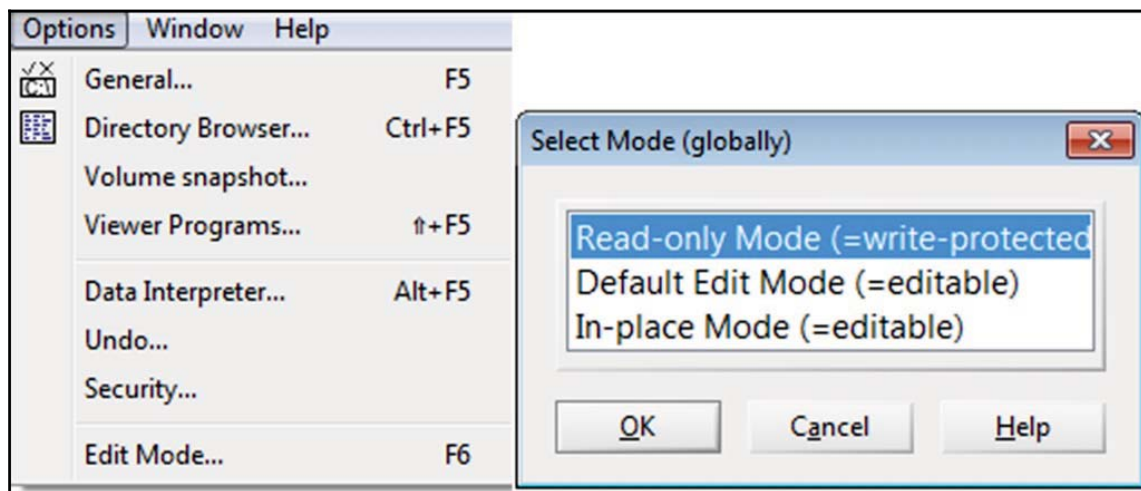 Options Window Help
General... F5
Directory Browser... Ctrl+F5
Volume snapshot...
Viewer Programs... ⇑+F5
Data Interpreter... Alt+F5
Undo...
Security...
Edit Mode... F6
Select Mode (globally)
Read-only Mode (=write-protected
Default Edit Mode (=editable)
In-place Mode (=editable)
OK Cancel Help